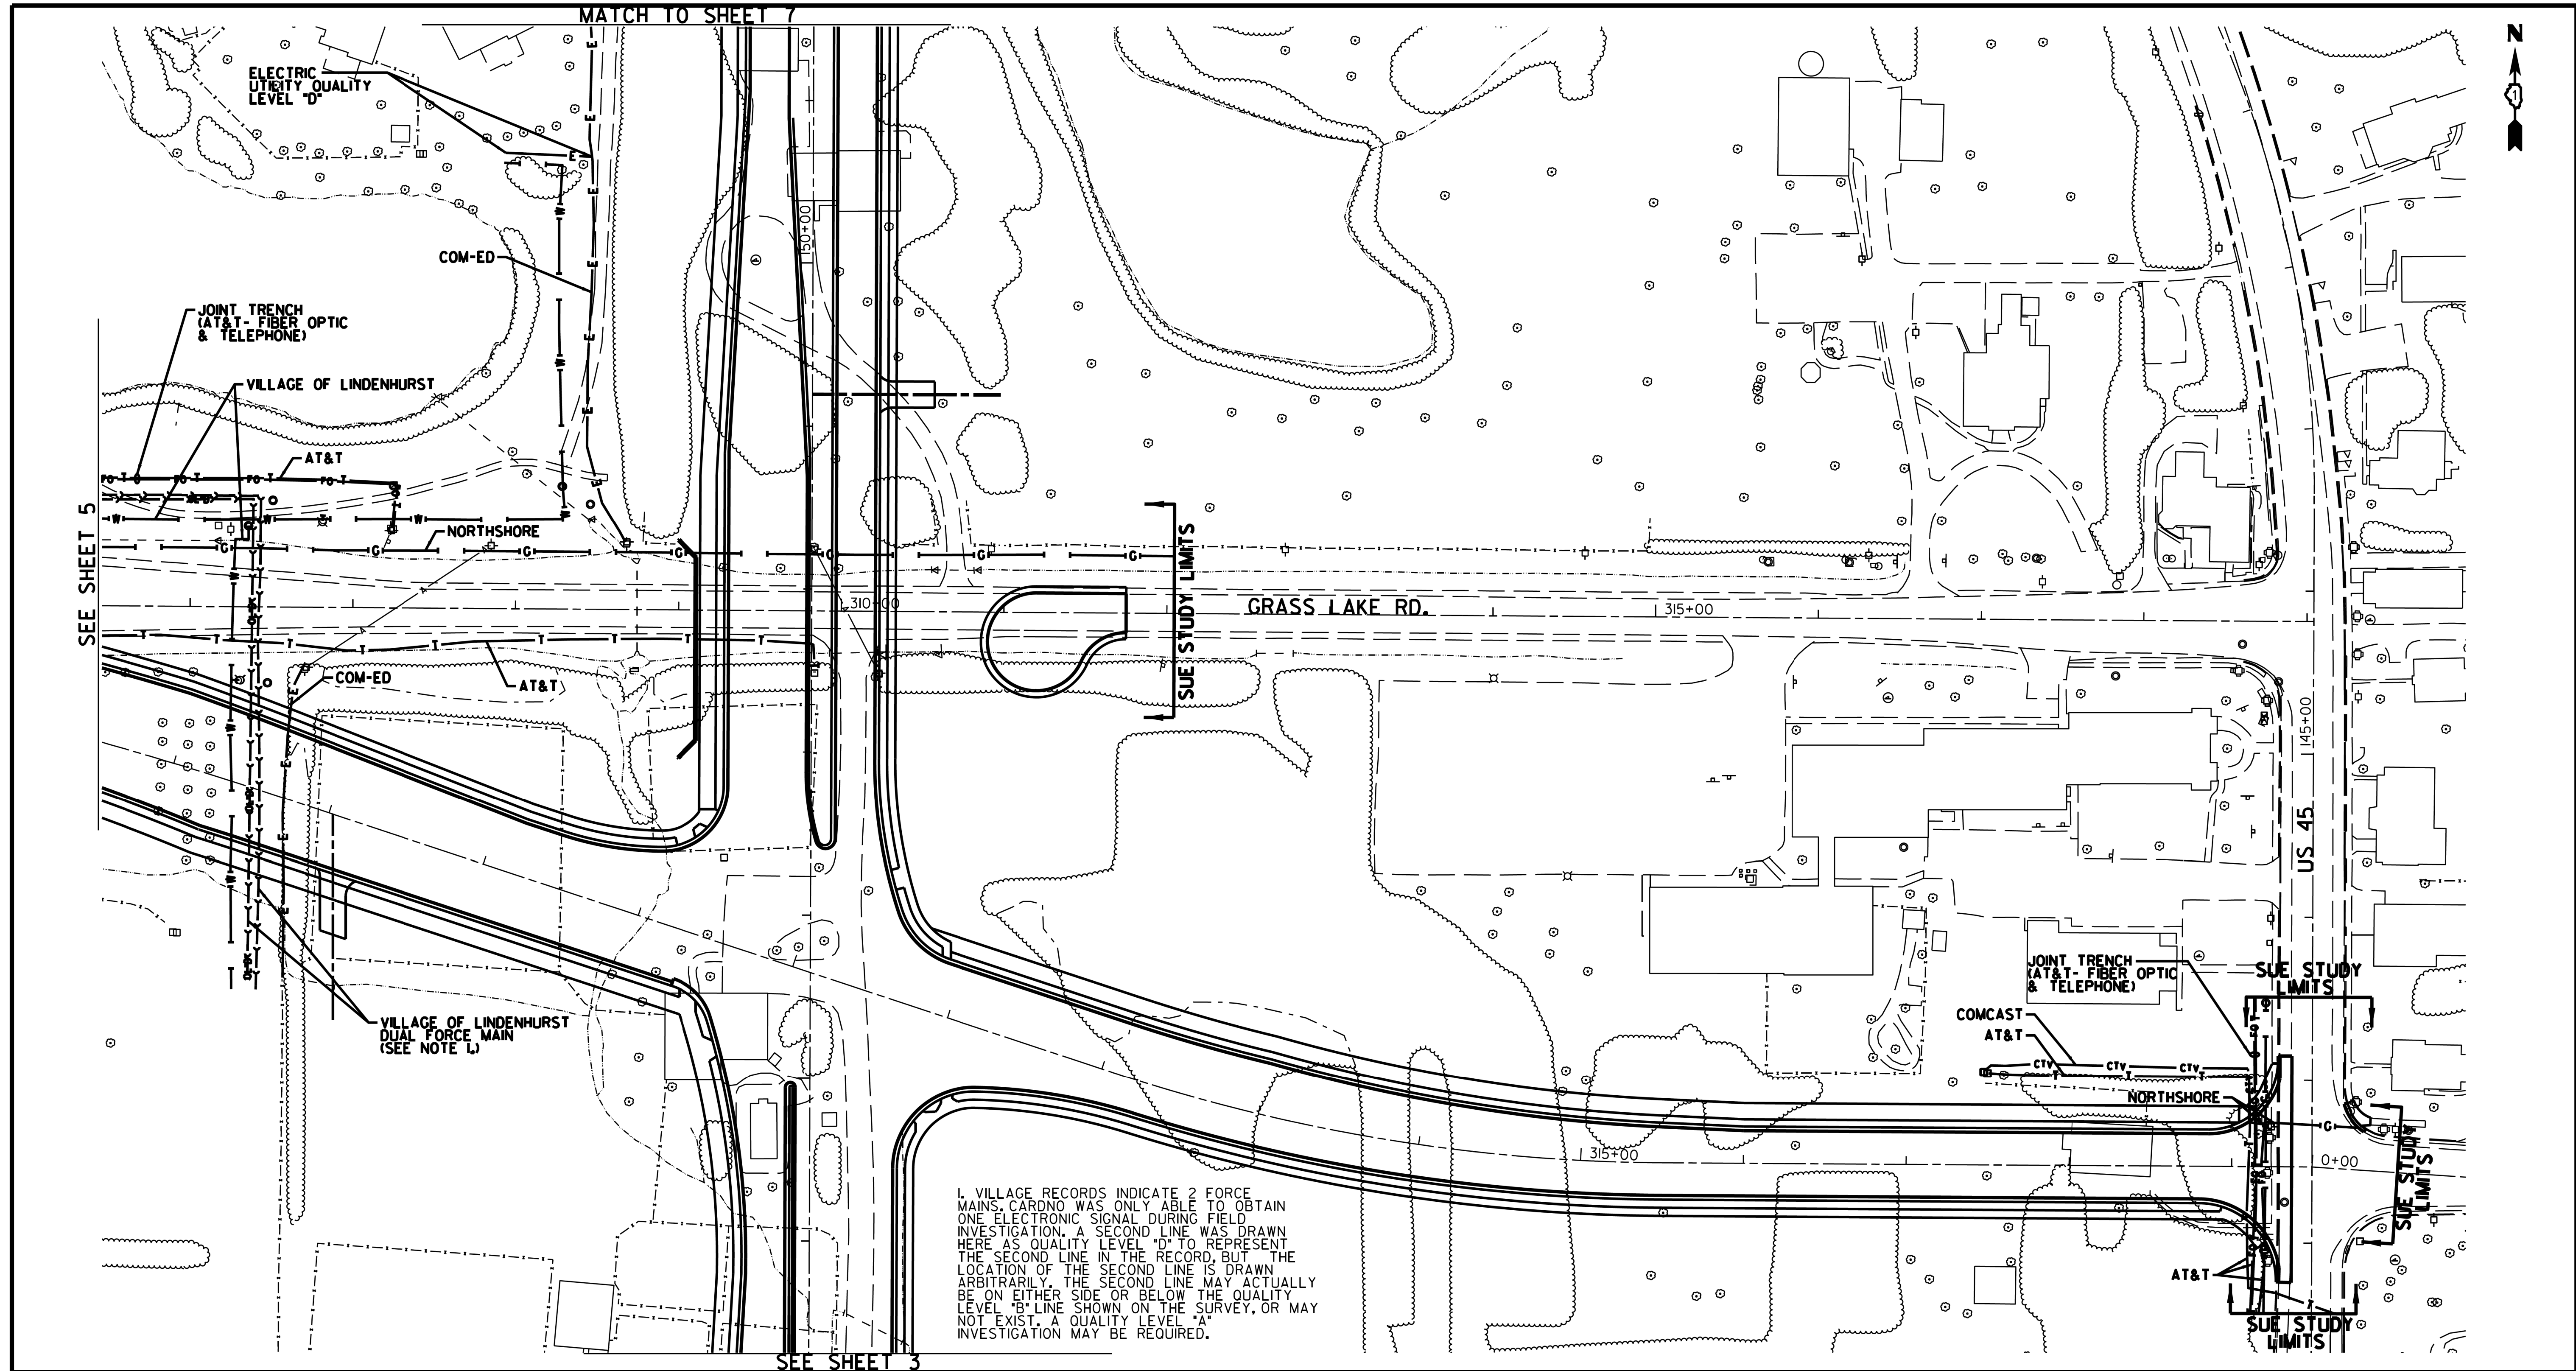 MATCH TO SHEET 7
N
1
ELECTRIC
UTILITY QUALITY
LEVEL "D"
COM-ED
150+00
JOINT TRENCH
(AT&T- FIBER OPTIC
& TELEPHONE)
VILLAGE OF LINDENHURST
AT&T
NORTHSHORE
SEE SHEET 5
SUE STUDY LIMITS
310+00
GRASS LAKE RD.
315+00
COM-ED
AT&T
145+00
US 45
VILLAGE OF LINDENHURST
DUAL FORCE MAIN
(SEE NOTE 1.)
JOINT TRENCH
(AT&T- FIBER OPTIC
& TELEPHONE)
SUE STUDY
LIMITS
COMCAST
AT&T
CTV CTV CTV
NORTHSHORE
315+00
0+00
SUE STUDY
LIMITS
1. VILLAGE RECORDS INDICATE 2 FORCE
MAINS. CARDNO WAS ONLY ABLE TO OBTAIN
ONE ELECTRONIC SIGNAL DURING FIELD
INVESTIGATION. A SECOND LINE WAS DRAWN
HERE AS QUALITY LEVEL "D" TO REPRESENT
THE SECOND LINE IN THE RECORD, BUT THE
LOCATION OF THE SECOND LINE IS DRAWN
ARBITRARILY. THE SECOND LINE MAY ACTUALLY
BE ON EITHER SIDE OR BELOW THE QUALITY
LEVEL "B" LINE SHOWN ON THE SURVEY, OR MAY
NOT EXIST. A QUALITY LEVEL "A"
INVESTIGATION MAY BE REQUIRED.
AT&T
SUE STUDY
LIMITS
SEE SHEET 3